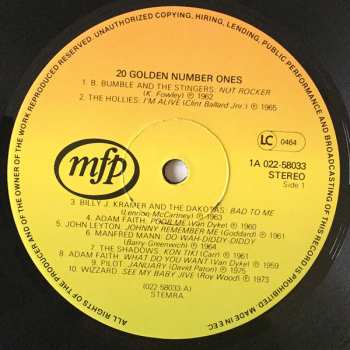 ALL RIGHTS OF THE PRODUCER AND OF THE OWNER OF THE WORK REPRODUCED RESERVED. UNAUTHORIZED COPYING, HIRING, LENDING, PUBLIC PERFORMANCE AND BROADCASTING OF THIS RECORD IS PROHIBITED. MADE IN E.E.C.
20 GOLDEN NUMBER ONES
1. B. BUMBLE AND THE STINGERS: NUT ROCKER
(K. Fowley) ℗ 1962
2. THE HOLLIES: I'M ALIVE (Clint Ballard Jnr.) ℗ 1965
LC 0464
mfp
1A 022-58033
STEREO
Side 1
3. BILLY J. KRAMER AND THE DAKOTAS: BAD TO ME
(Lennon-McCartney) ℗ 1963
4. ADAM FAITH: POOR ME (Van Dyke) ℗ 1960
5. JOHN LEYTON: JOHNNY REMEMBER ME (Goddard) ℗ 1961
6. MANFRED MANN: DO-WAH-DIDDY-DIDDY
(Barry-Greenwich) ℗ 1964
7. THE SHADOWS: KON TIKI (Carr) ℗ 1961
8. ADAM FAITH: WHAT DO YOU WANT (Van Dyke) ℗ 1959
9. PILOT: JANUARY (David Paton) ℗ 1975
10. WIZZARD: SEE MY BABY JIVE (Roy Wood) ℗ 1973
(022-58033-A)
STEMRA